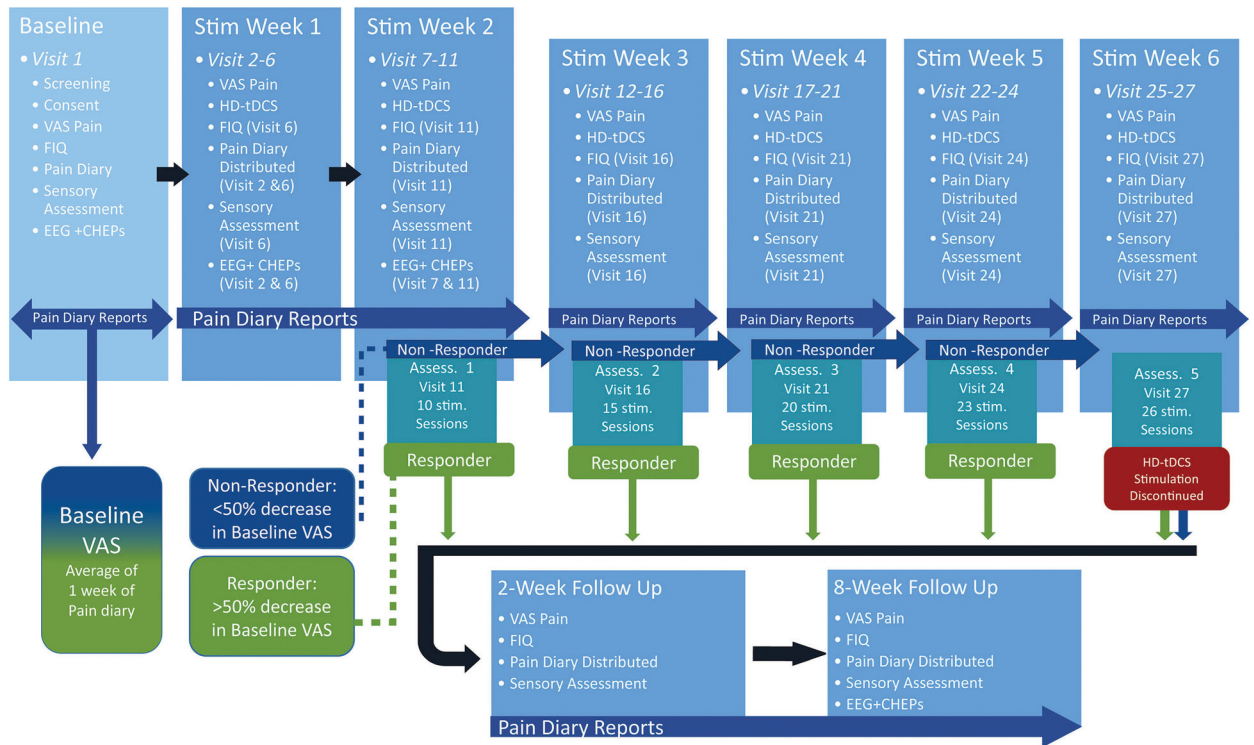 Baseline
• Visit 1
• Screening
• Consent
• VAS Pain
• FIQ
• Pain Diary
• Sensory
Assessment
• EEG +CHEPs
Stim Week 1
• Visit 2-6
• VAS Pain
• HD-tDCS
• FIQ (Visit 6)
• Pain Diary
Distributed
(Visit 2 &6)
• Sensory
Assessment
(Visit 6)
• EEG+ CHEPs
(Visit 2 & 6)
Stim Week 2
• Visit 7-11
• VAS Pain
• HD-tDCS
• FIQ (Visit 11)
• Pain Diary
Distributed
(Visit 11)
• Sensory
Assessment
(Visit 11)
• EEG+ CHEPs
(Visit 7 & 11)
Stim Week 3
• Visit 12-16
• VAS Pain
• HD-tDCS
• FIQ (Visit 16)
• Pain Diary
Distributed
(Visit 16)
• Sensory
Assessment
(Visit 16)
Stim Week 4
• Visit 17-21
• VAS Pain
• HD-tDCS
• FIQ (Visit 21)
• Pain Diary
Distributed
(Visit 21)
• Sensory
Assessment
(Visit 21)
Stim Week 5
• Visit 22-24
• VAS Pain
• HD-tDCS
• FIQ (Visit 24)
• Pain Diary
Distributed
(Visit 24)
• Sensory
Assessment
(Visit 24)
Stim Week 6
• Visit 25-27
• VAS Pain
• HD-tDCS
• FIQ (Visit 27)
• Pain Diary
Distributed
(Visit 27)
• Sensory
Assessment
(Visit 27)
Pain Diary Reports
Pain Diary Reports
Pain Diary Reports
Pain Diary Reports
Pain Diary Reports
Pain Diary Reports
Non -Responder
Non -Responder
Non -Responder
Non -Responder
Assess. 1
Visit 11
10 stim.
Sessions
Responder
Assess. 2
Visit 16
15 stim.
Sessions
Responder
Assess. 3
Visit 21
20 stim.
Sessions
Responder
Assess. 4
Visit 24
23 stim.
Sessions
Responder
Assess. 5
Visit 27
26 stim.
Sessions
HD-tDCS
Stimulation
Discontinued
Baseline
VAS
Average of
1 week of
Pain diary
Non-Responder:
<50% decrease
in Baseline VAS
Responder:
>50% decrease
in Baseline VAS
2-Week Follow Up
• VAS Pain
• FIQ
• Pain Diary Distributed
• Sensory Assessment
8-Week Follow Up
• VAS Pain
• FIQ
• Pain Diary Distributed
• Sensory Assessment
• EEG+CHEPs
Pain Diary Reports